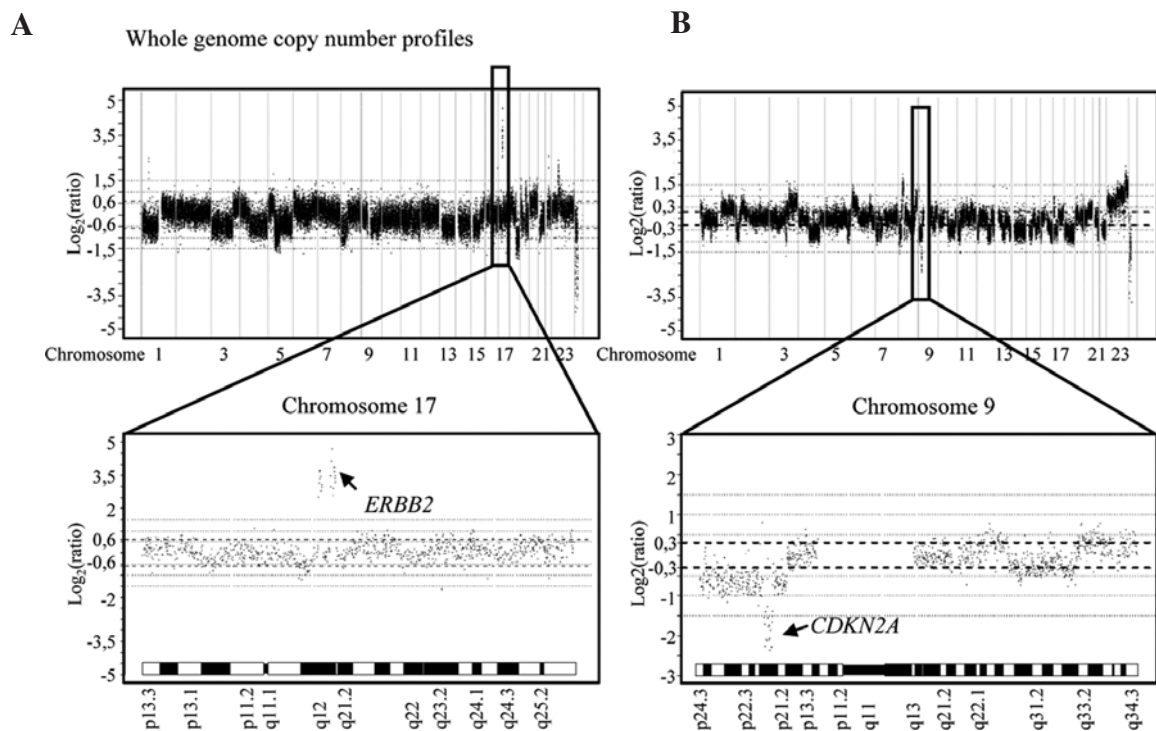 A
B
Whole genome copy number profiles
Log2(ratio)
5
3,5
1,5
0,6
-0,6
-1,5
-3,5
-5
Chromosome 1 3 5 7 9 11 13 15 17 19 21 23
Log2(ratio)
5
3,5
1,5
0,3
-0,3
-1,5
-3,5
-5
Chromosome 1 3 5 7 9 11 13 15 17 19 21 23
Chromosome 17
Log2(ratio)
5
3,5
2
0,6
-0,6
-2
-3,5
-5
ERBB2
p13.3 p13.1 p11.2 q11.1 q12 q21.2 q22 q23.2 q24.1 q24.3 q25.2
Chromosome 9
Log2(ratio)
3
2
1
0,3
-0,3
-1
-2
-3
CDKN2A
p24.3 p22.3 p21.2 p13.3 p11.2 q11 q13 q21.2 q22.1 q31.2 q33.2 q34.3